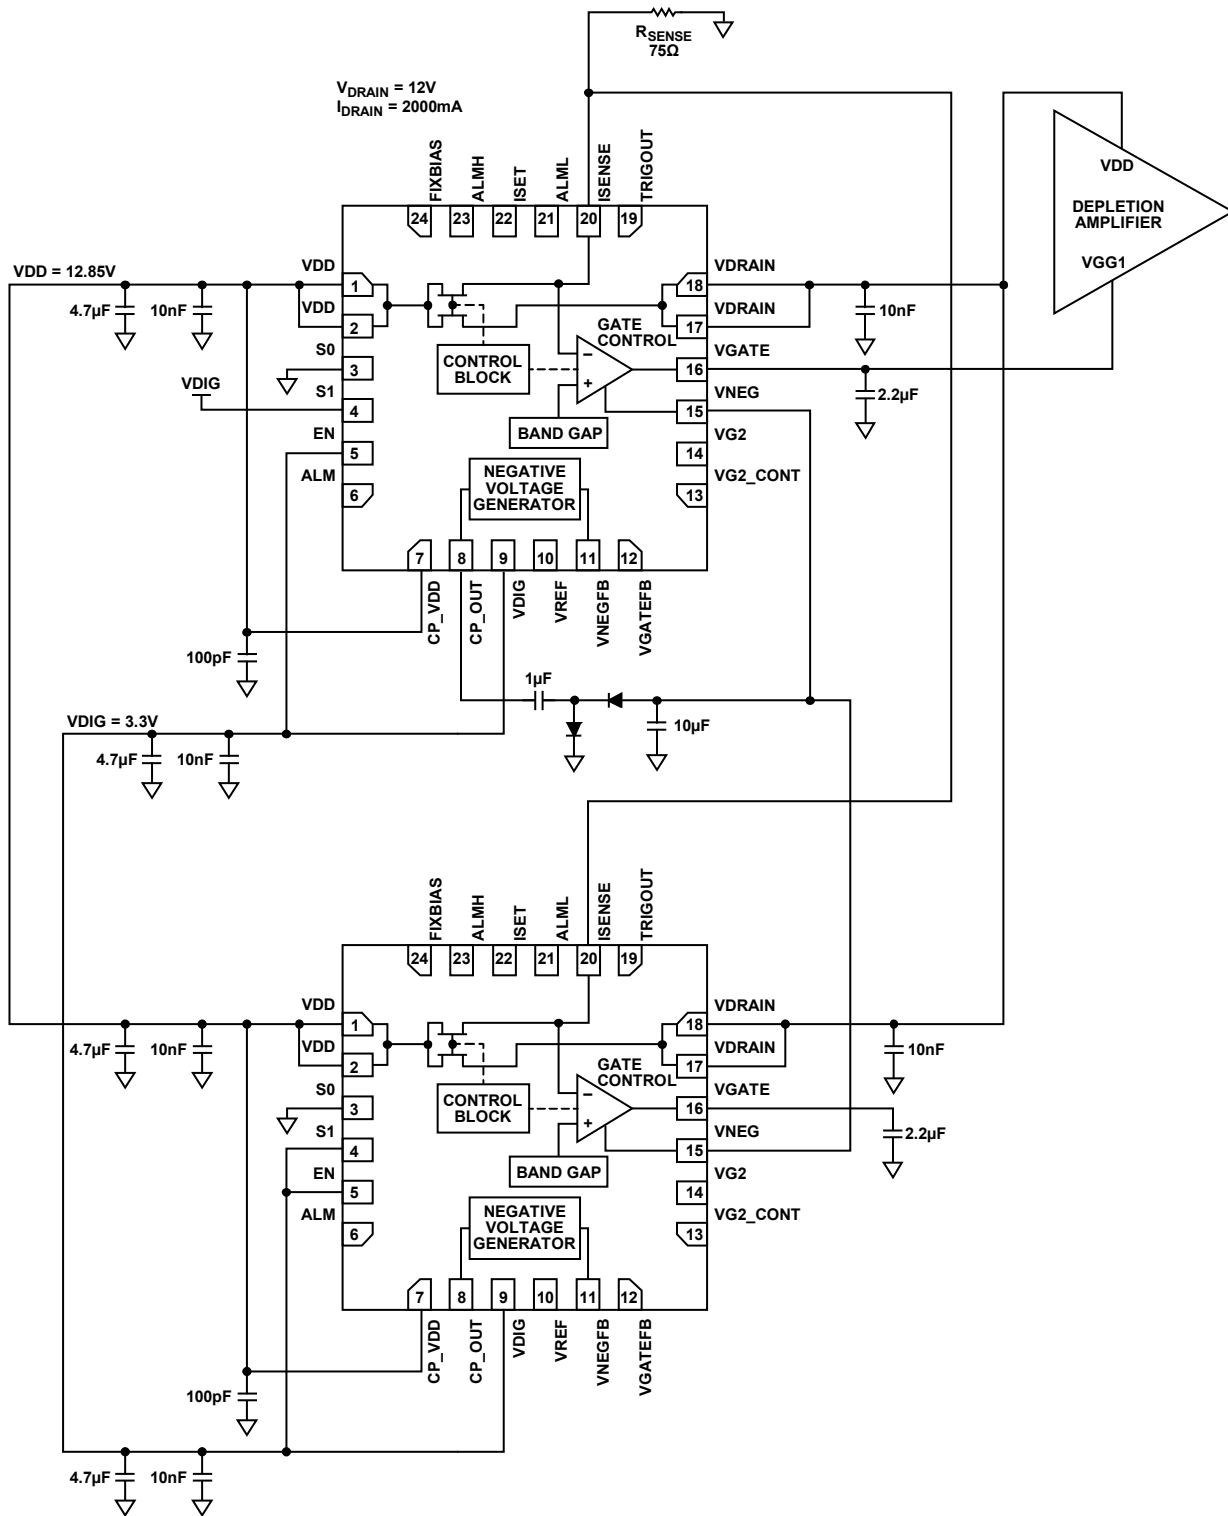 RSENSE
75Ω
VDRAIN = 12V
IDRAIN = 2000mA
FIXBIAS
ALMH
ISET
ALML
ISENSE
TRIGOUT
24
23
22
21
20
19
VDD
DEPLETION
AMPLIFIER
VGG1
VDD = 12.85V
4.7µF
10nF
VDD
1
VDD
2
S0
3
VDIG
S1
4
EN
5
ALM
6
CONTROL
BLOCK
GATE
CONTROL
–
+
BAND GAP
NEGATIVE
VOLTAGE
GENERATOR
VDRAIN
18
VDRAIN
17
10nF
VGATE
16
2.2µF
VNEG
15
VG2
14
VG2_CONT
13
7
8
9
10
11
12
CP_VDD
CP_OUT
VDIG
VREF
VNEGFB
VGATEFB
100pF
1µF
10µF
VDIG = 3.3V
4.7µF
10nF
FIXBIAS
ALMH
ISET
ALML
ISENSE
TRIGOUT
24
23
22
21
20
19
4.7µF
10nF
VDD
1
VDD
2
S0
3
S1
4
EN
5
ALM
6
CONTROL
BLOCK
GATE
CONTROL
–
+
BAND GAP
NEGATIVE
VOLTAGE
GENERATOR
VDRAIN
18
VDRAIN
17
10nF
VGATE
16
2.2µF
VNEG
15
VG2
14
VG2_CONT
13
7
8
9
10
11
12
CP_VDD
CP_OUT
VDIG
VREF
VNEGFB
VGATEFB
100pF
4.7µF
10nF